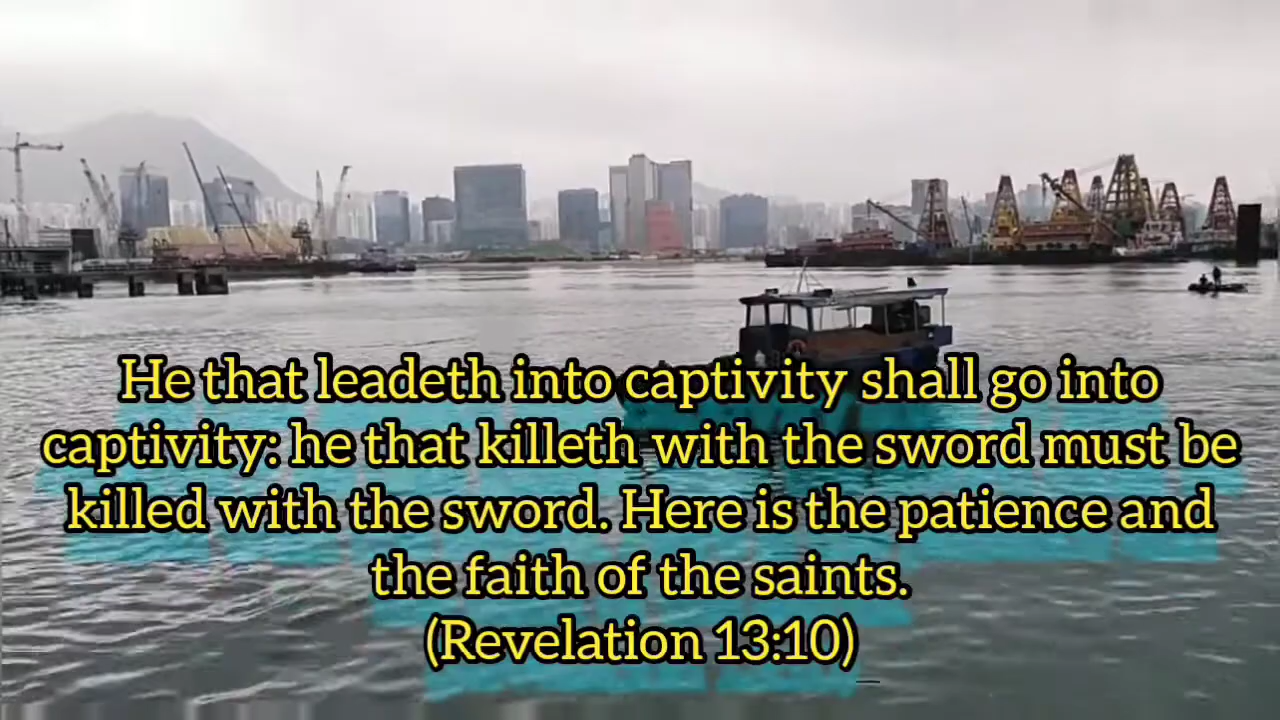 He that leadeth into captivity shall go into
captivity: he that killeth with the sword must be
killed with the sword. Here is the patience and
the faith of the saints.
(Revelation 13:10)